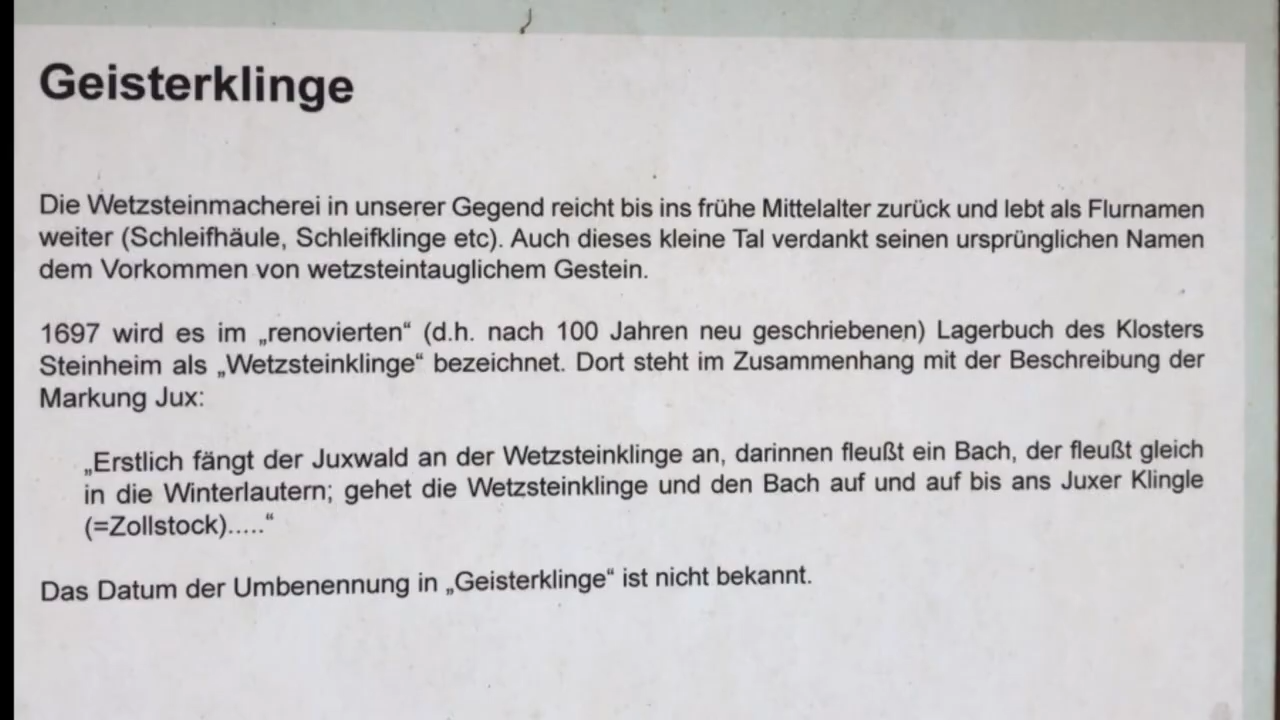 Geisterklinge
Die Wetzsteinmacherei in unserer Gegend reicht bis ins frühe Mittelalter zurück und lebt als Flurnamen
weiter (Schleifhäule, Schleifklinge etc). Auch dieses kleine Tal verdankt seinen ursprünglichen Namen
dem Vorkommen von wetzsteintauglichem Gestein.
1697 wird es im „renovierten“ (d.h. nach 100 Jahren neu geschriebenen) Lagerbuch des Klosters
Steinheim als „Wetzsteinklinge“ bezeichnet. Dort steht im Zusammenhang mit der Beschreibung der
Markung Jux:
„Erstlich fängt der Juxwald an der Wetzsteinklinge an, darinnen fleußt ein Bach, der fleußt gleich
in die Winterlautern; gehet die Wetzsteinklinge und den Bach auf und auf bis ans Juxer Klingle
(=Zollstock).....“
Das Datum der Umbenennung in „Geisterklinge“ ist nicht bekannt.